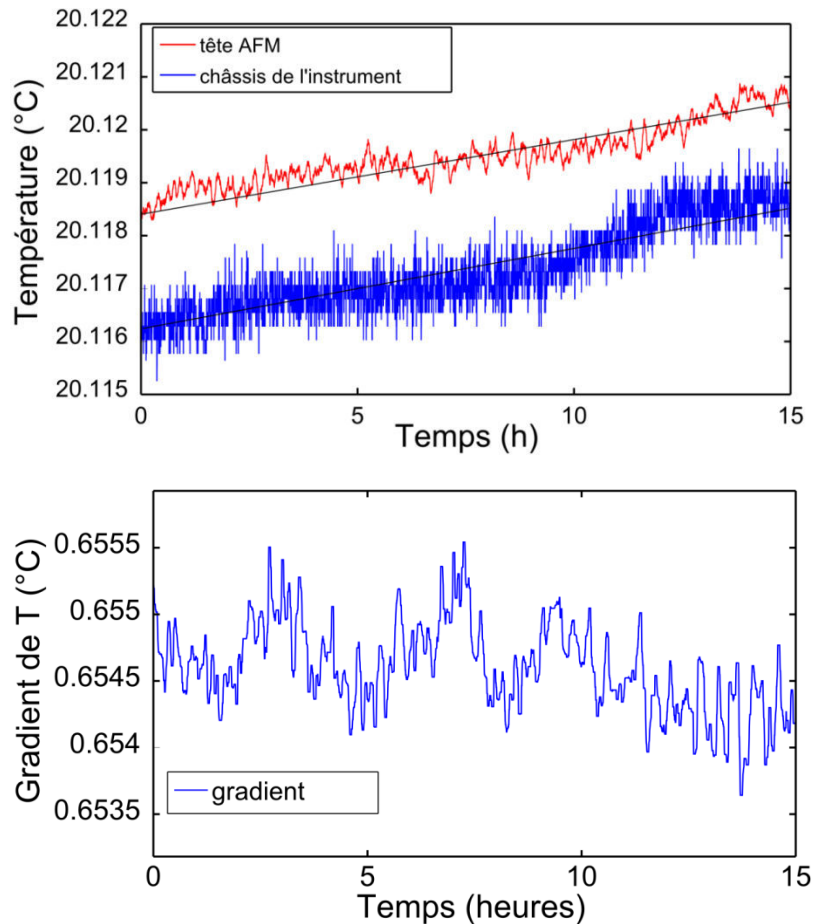 20.122
20.121
20.12
20.119
20.118
20.117
20.116
20.115
Température (°C)
tête AFM
châssis de l'instrument
0 5 10 15
Temps (h)
0.6555
0.655
0.6545
0.654
0.6535
Gradient de T (°C)
gradient
0 5 10 15
Temps (heures)